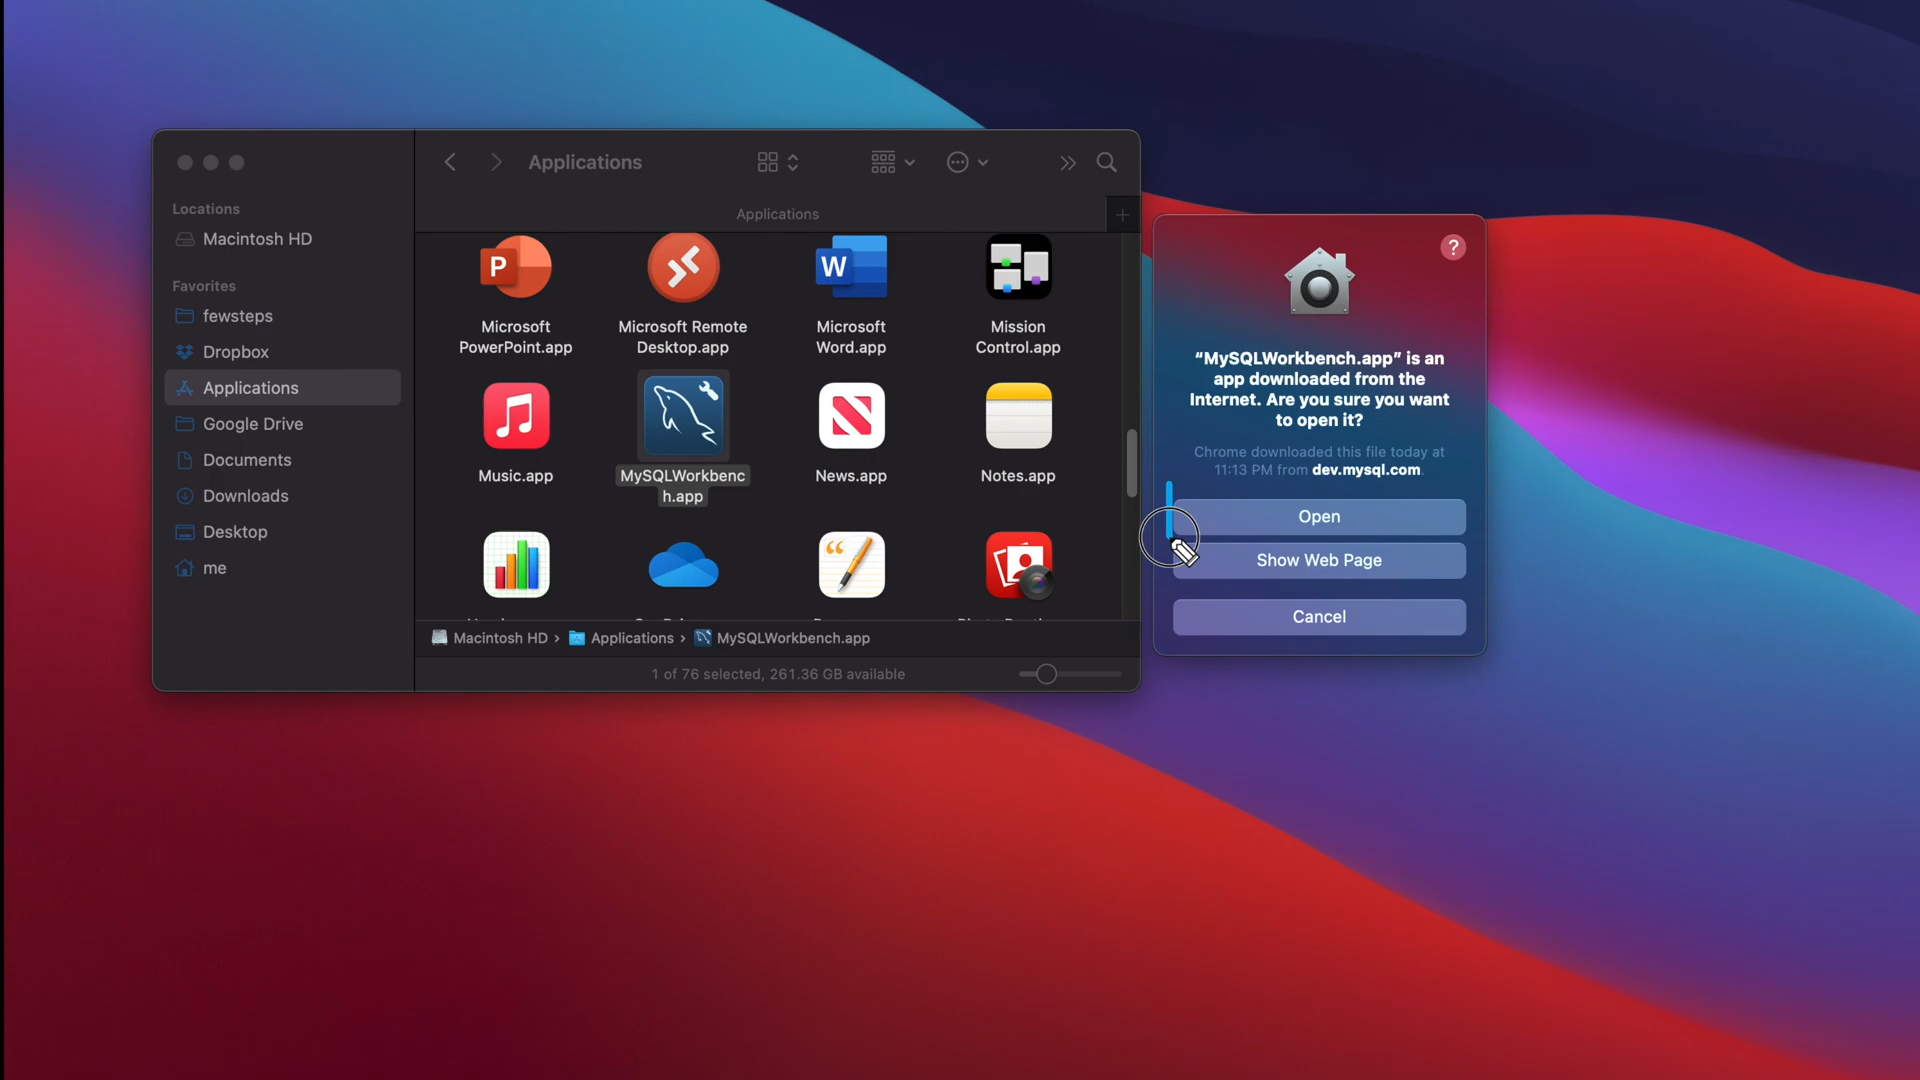 Applications
Locations
Macintosh HD
Favorites
fewsteps
Dropbox
Applications
Google Drive
Documents
Downloads
Desktop
me
Applications
P
W
Microsoft
PowerPoint.app
Microsoft Remote
Desktop.app
Microsoft
Word.app
Mission
Control.app
Music.app
MySQLWorkbenc
h.app
News.app
Notes.app
Macintosh HD › Applications › MySQLWorkbench.app
1 of 76 selected, 261.36 GB available
?
“MySQLWorkbench.app” is an
app downloaded from the
Internet. Are you sure you want
to open it?
Chrome downloaded this file today at
11:13 PM from dev.mysql.com.
Open
Show Web Page
Cancel